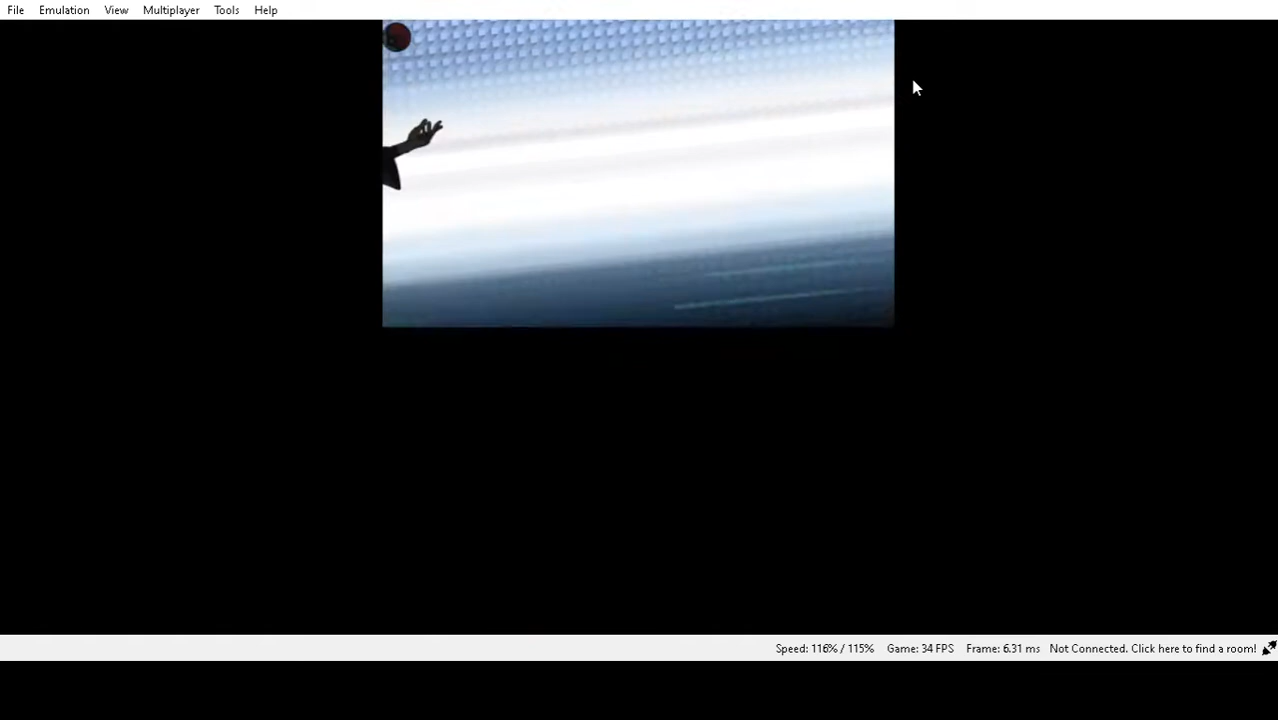 File Emulation View Multiplayer Tools Help
Speed: 116% / 115% Game: 34 FPS Frame: 6.31 ms Not Connected. Click here to find a room!